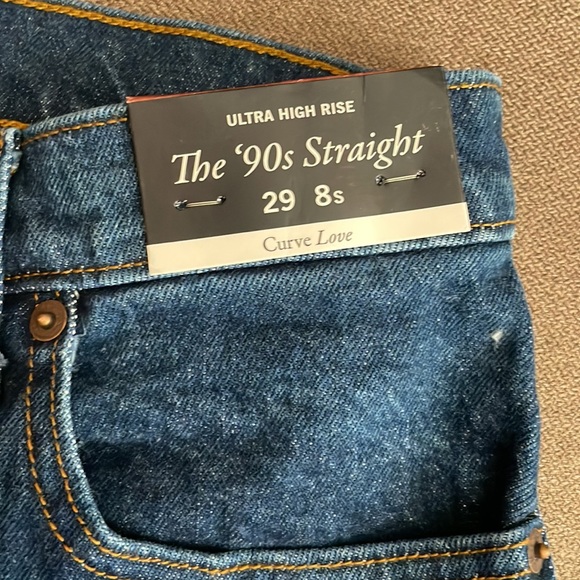 ULTRA HIGH RISE
The ‘90s Straight
29 8s
Curve Love